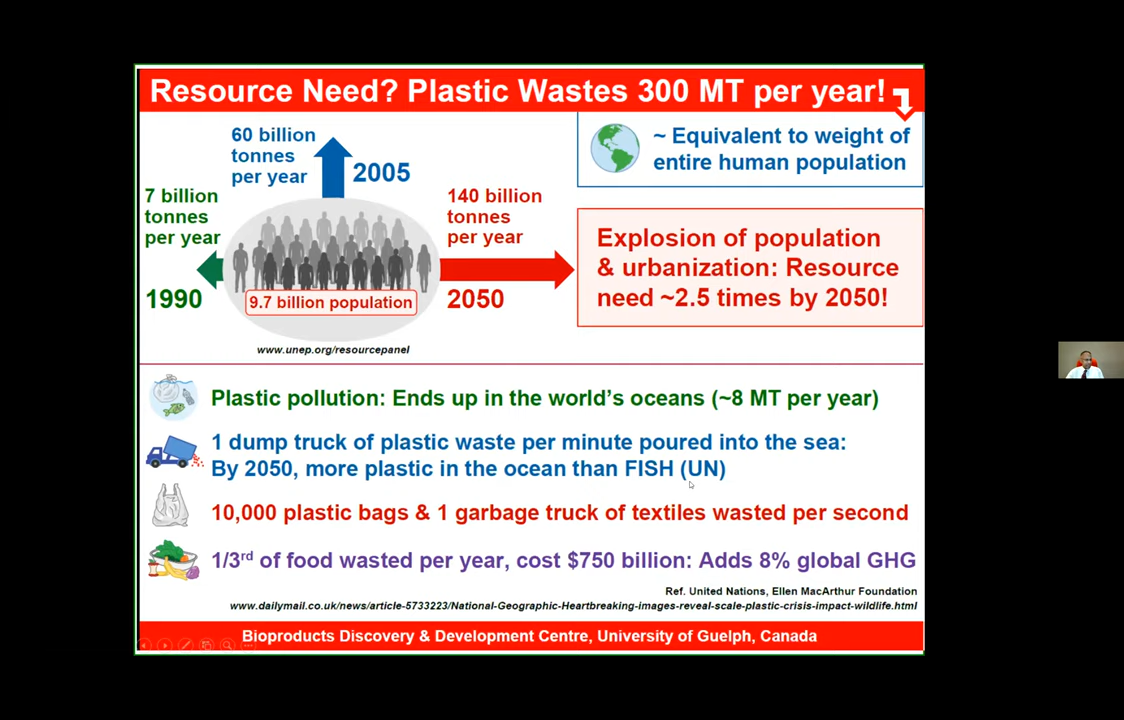 Resource Need? Plastic Wastes 300 MT per year!
60 billion
tonnes
per year
2005
~ Equivalent to weight of
entire human population
7 billion
tonnes
per year
1990
140 billion
tonnes
per year
2050
9.7 billion population
www.unep.org/resourcepanel
Explosion of population
& urbanization: Resource
need ~2.5 times by 2050!
Plastic pollution: Ends up in the world’s oceans (~8 MT per year)
1 dump truck of plastic waste per minute poured into the sea:
By 2050, more plastic in the ocean than FISH (UN)
10,000 plastic bags & 1 garbage truck of textiles wasted per second
1/3rd of food wasted per year, cost $750 billion: Adds 8% global GHG
Ref. United Nations, Ellen MacArthur Foundation
www.dailymail.co.uk/news/article-5733223/National-Geographic-Heartbreaking-images-reveal-scale-plastic-crisis-impact-wildlife.html
Bioproducts Discovery & Development Centre, University of Guelph, Canada